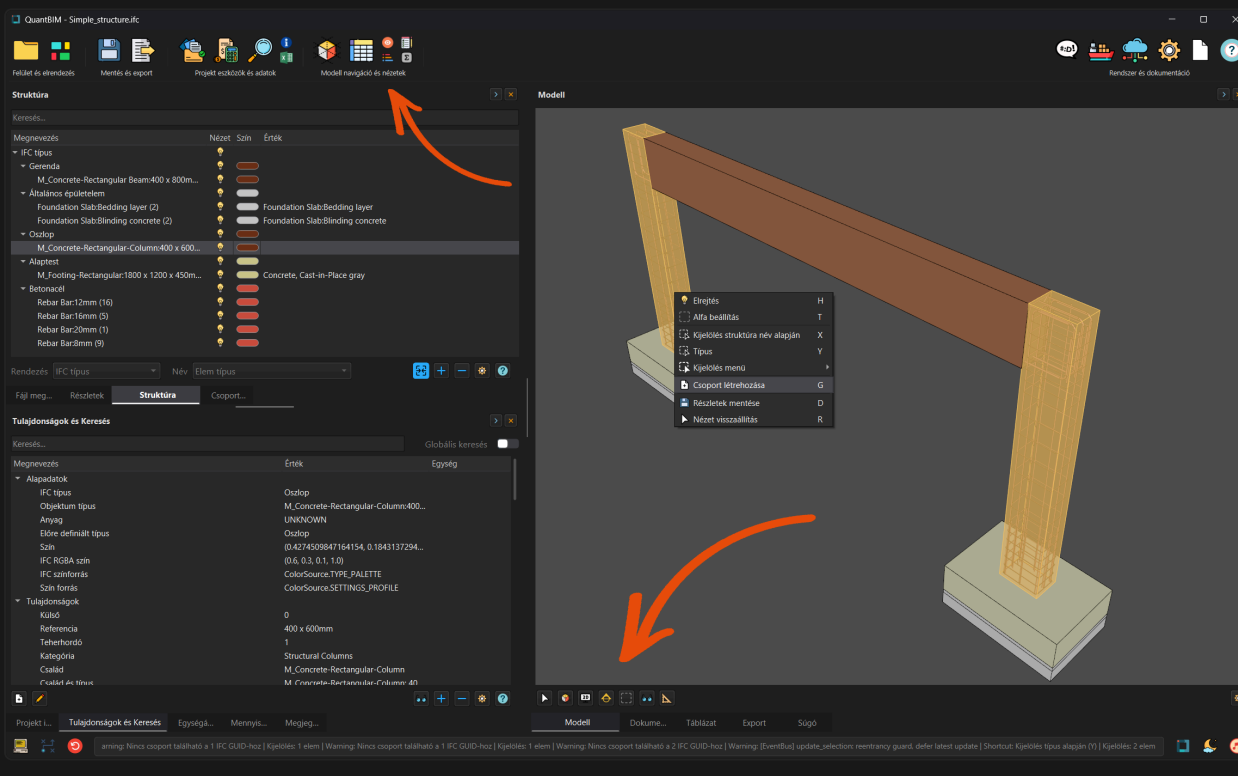 QuantBIM - Simple_structure.ifc
Felület és elrendezés
Mentés és export
Projekt eszközök és adatok
Modell navigáció és nézetek
#:D!
Rendszer és dokumentáció
Struktúra
Keresés...
Megnevezés Nézet Szín Érték
IFC típus
Gerenda
M_Concrete-Rectangular Beam:400 x 800m...
Általános épületelem
Foundation Slab:Bedding layer (2) Foundation Slab:Bedding layer
Foundation Slab:Blinding concrete (2) Foundation Slab:Blinding concrete
Oszlop
M_Concrete-Rectangular-Column:400 x 600...
Alaptest
M_Footing-Rectangular:1800 x 1200 x 450m... Concrete, Cast-in-Place gray
Betonacél
Rebar Bar:12mm (16)
Rebar Bar:16mm (5)
Rebar Bar:20mm (1)
Rebar Bar:8mm (9)
Rendezés IFC típus Név Elem típus
Fájl meg... Részletek Struktúra Csoport...
Tulajdonságok és Keresés
Keresés... Globális keresés
Megnevezés Érték Egység
Alapadatok
IFC típus Oszlop
Objektum típus M_Concrete-Rectangular-Column:400...
Anyag UNKNOWN
Előre definiált típus Oszlop
Szín (0.4274509847164154, 0.1843137294...
IFC RGBA szín (0.6, 0.3, 0.1, 1.0)
IFC színforrás ColorSource.TYPE_PALETTE
Szín forrás ColorSource.SETTINGS_PROFILE
Tulajdonságok
Külső 0
Referencia 400 x 600mm
Teherhordó 1
Kategória Structural Columns
Család M_Concrete-Rectangular-Column
Család és típus M_Concrete-Rectangular-Column: 40...
Projekt i... Tulajdonságok és Keresés Egységá... Mennyis... Megjeg...
Modell
Elrejtés H
Alfa beállítás T
Kijelölés struktúra név alapján X
Típus Y
Kijelölés menü
Csoport létrehozása G
Részletek mentése D
Nézet visszaállítás R
Modell Dokume... Táblázat Export Súgó
arning: Nincs csoport található a 1 IFC GUID-hoz | Kijelölés: 1 elem | Warning: Nincs csoport található a 1 IFC GUID-hoz | Kijelölés: 1 elem | Warning: Nincs csoport található a 2 IFC GUID-hoz | Warning: [EventBus] update_selection: reentrancy guard, defer latest update | Shortcut: Kijelölés típus alapján (Y) | Kijelölés: 2 elem